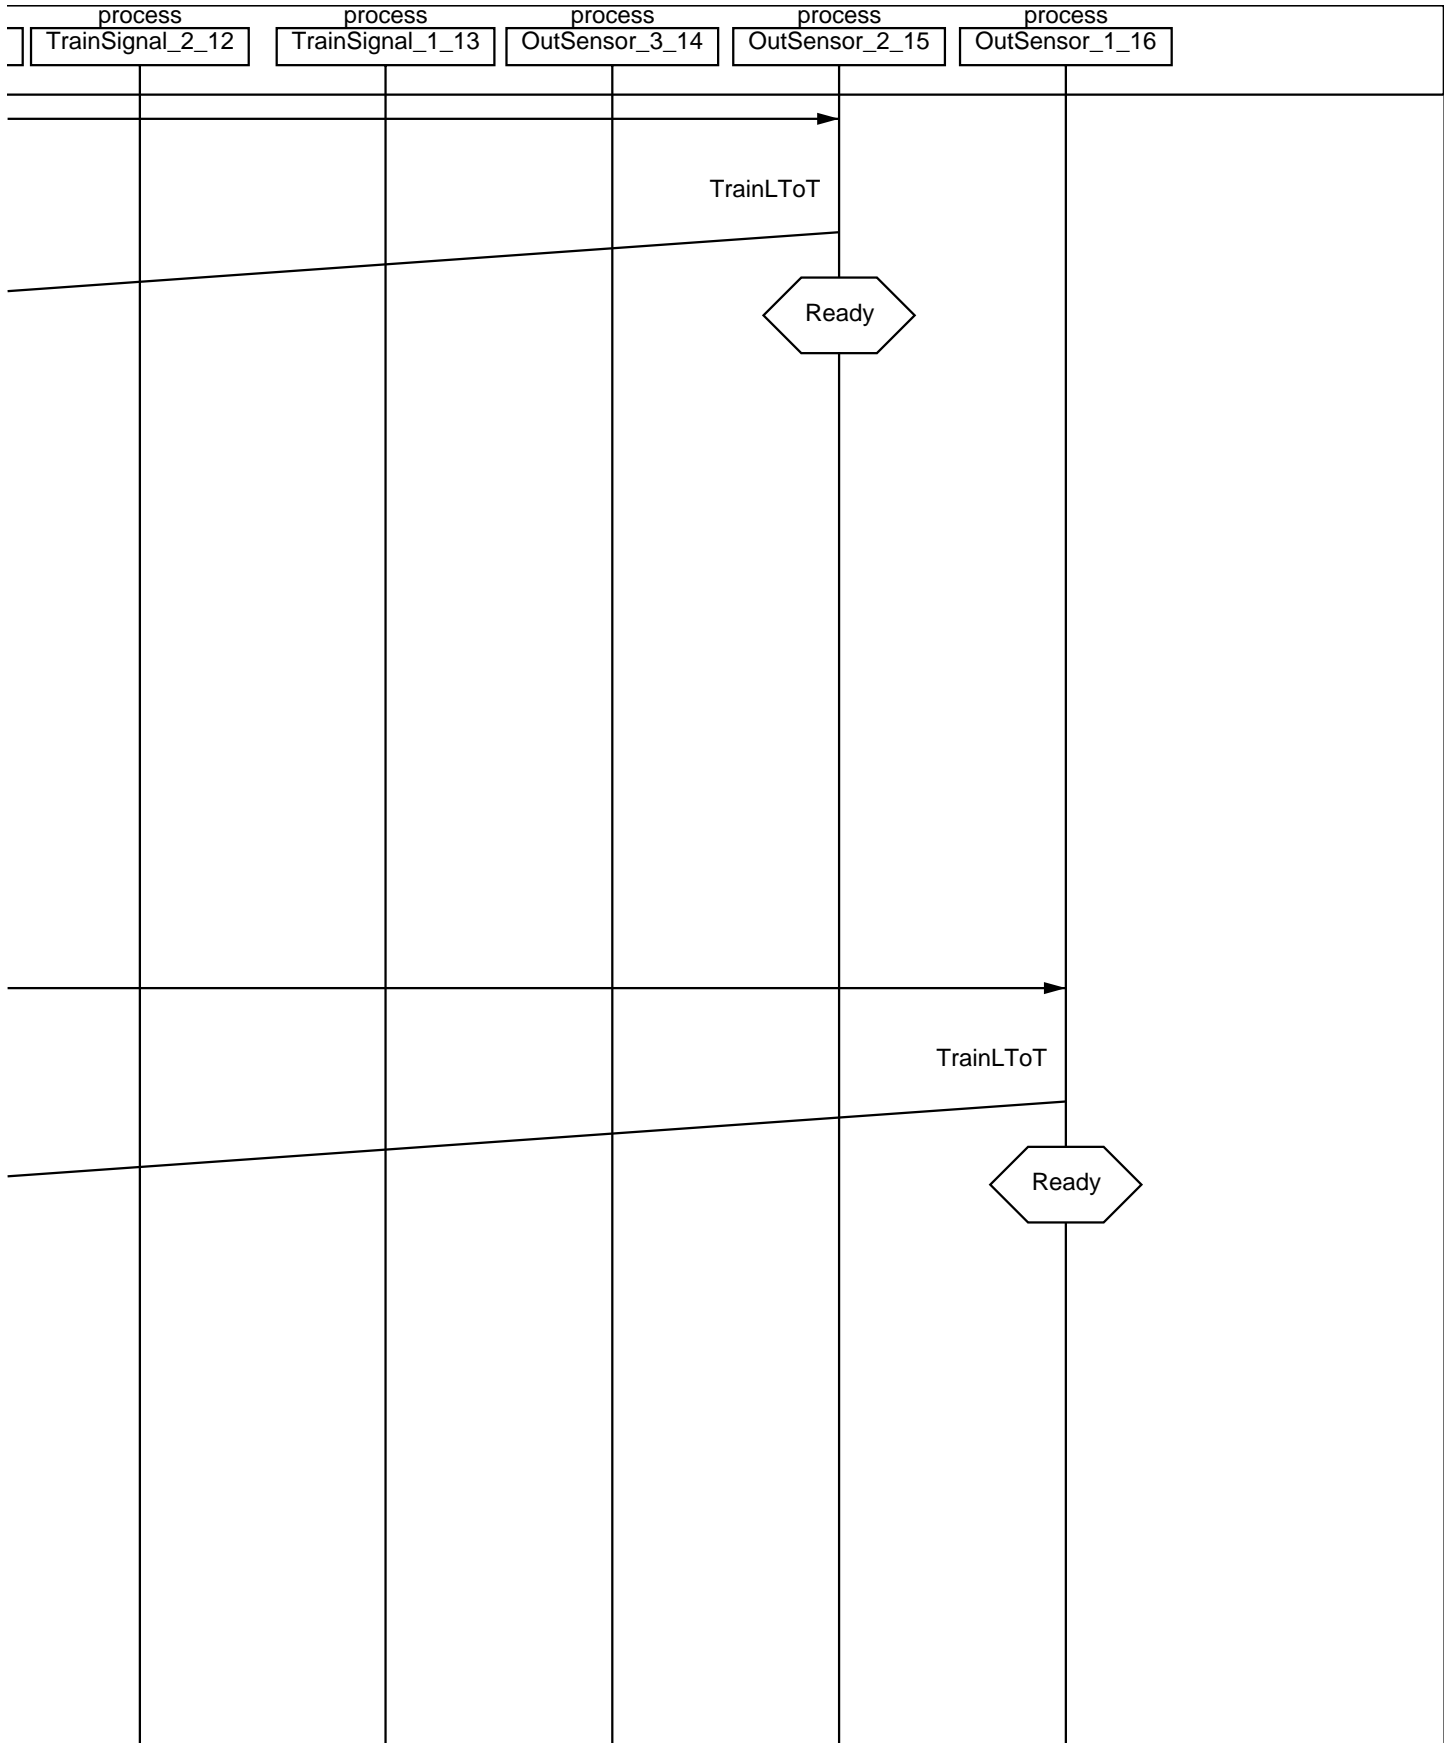 process process process process process
TrainSignal_2_12 TrainSignal_1_13 OutSensor_3_14 OutSensor_2_15 OutSensor_1_16
TrainLToT
Ready
TrainLToT
Ready